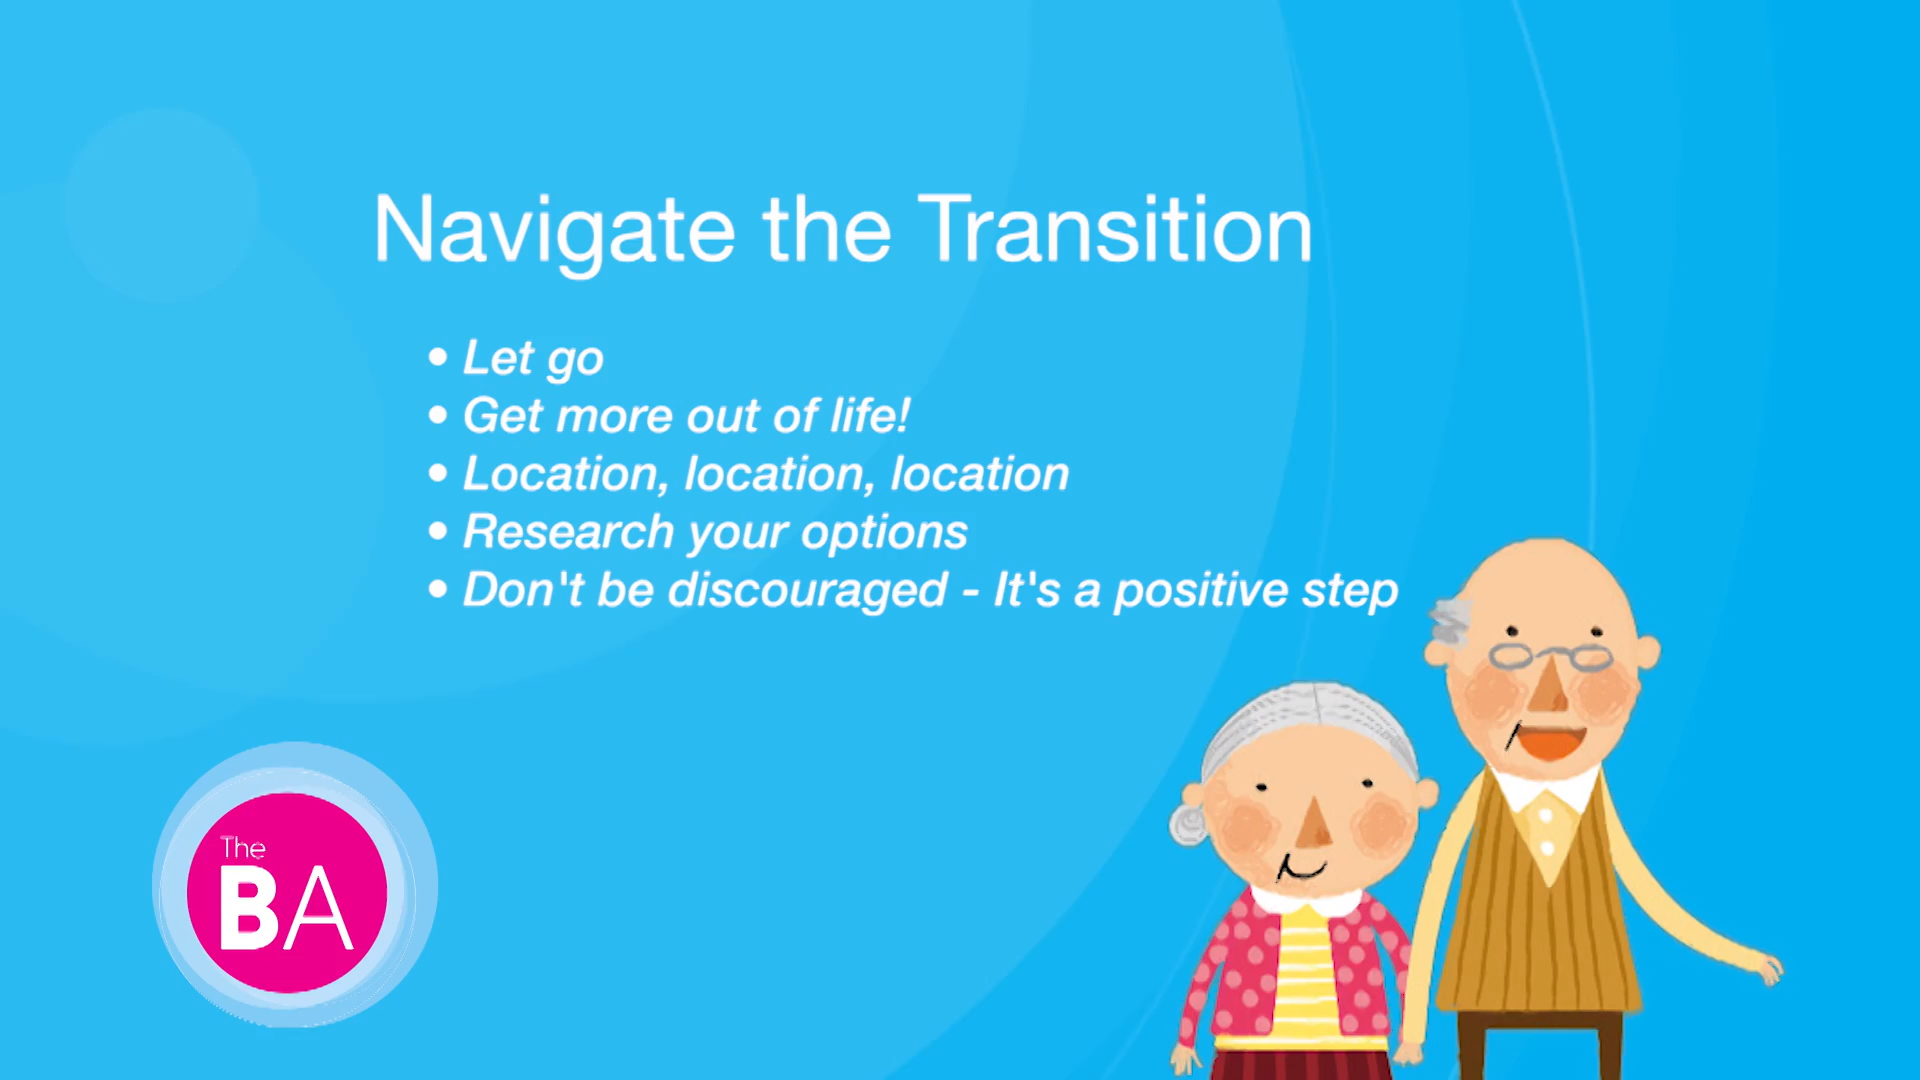 Navigate the Transition
• Let go
• Get more out of life!
• Location, location, location
• Research your options
• Don't be discouraged - It's a positive step
The
BA